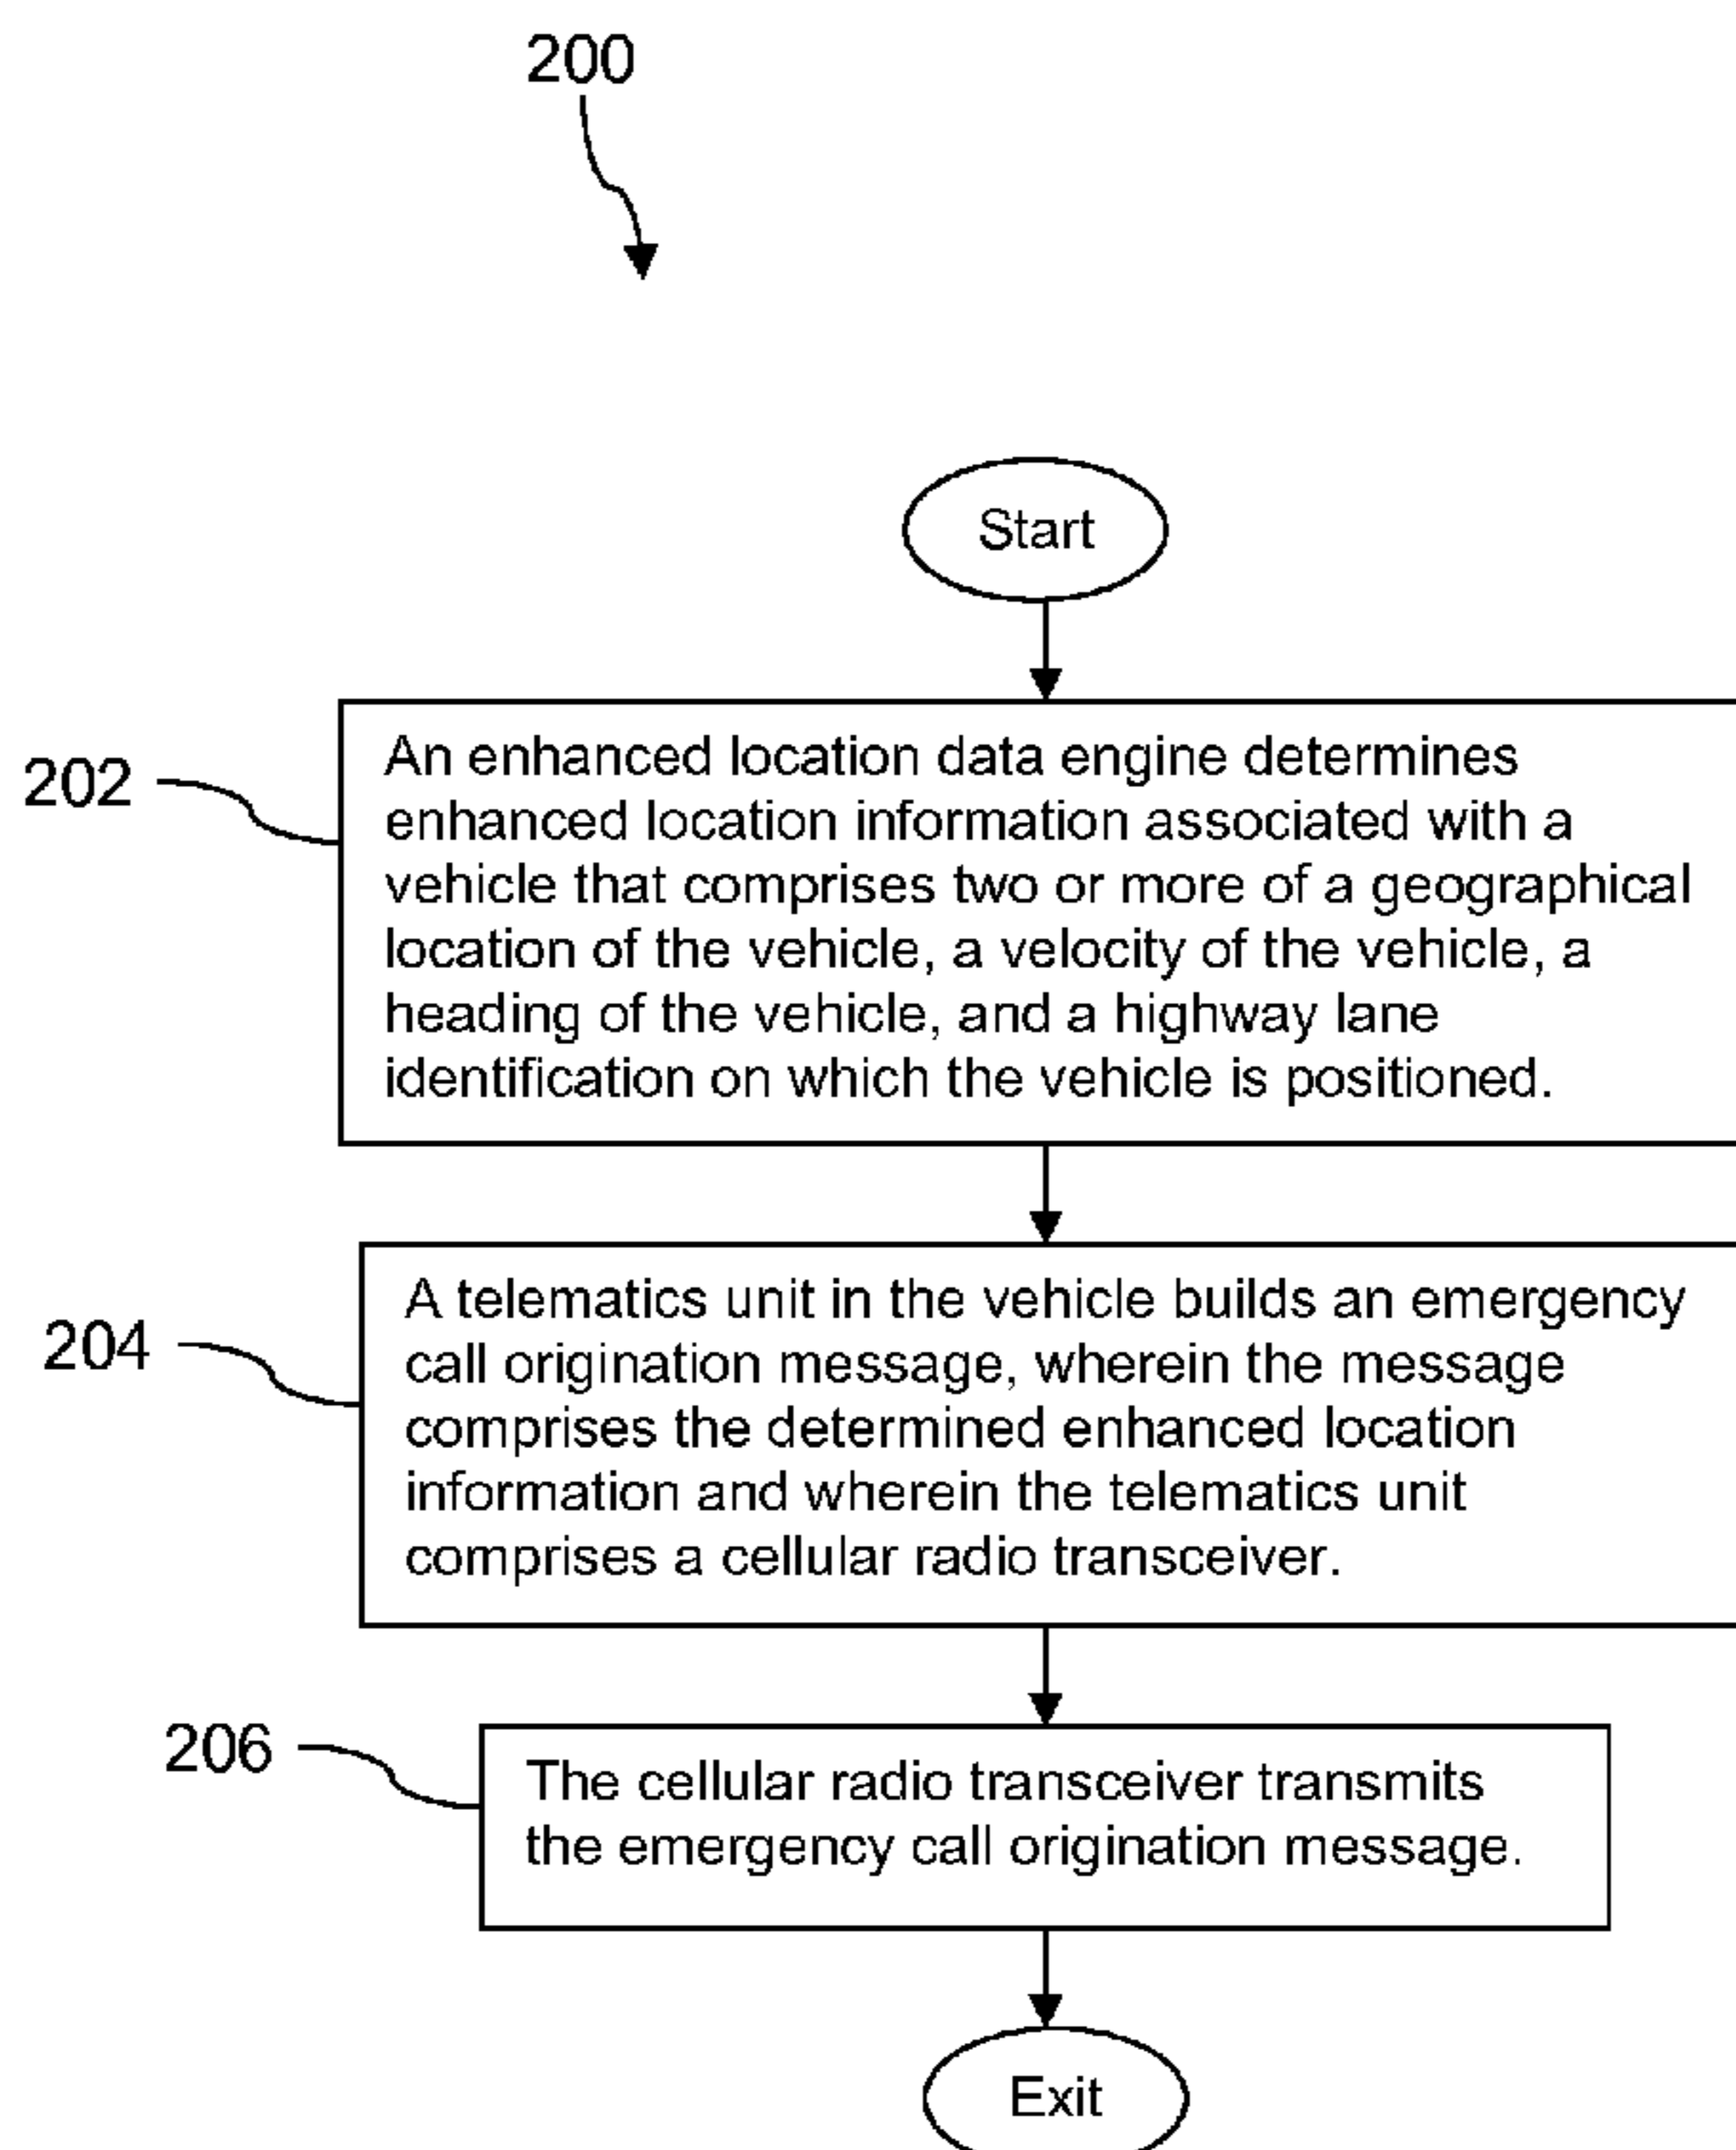 200
Start
202
An enhanced location data engine determines
enhanced location information associated with a
vehicle that comprises two or more of a geographical
location of the vehicle, a velocity of the vehicle, a
heading of the vehicle, and a highway lane
identification on which the vehicle is positioned.
204
A telematics unit in the vehicle builds an emergency
call origination message, wherein the message
comprises the determined enhanced location
information and wherein the telematics unit
comprises a cellular radio transceiver.
206
The cellular radio transceiver transmits
the emergency call origination message.
Exit